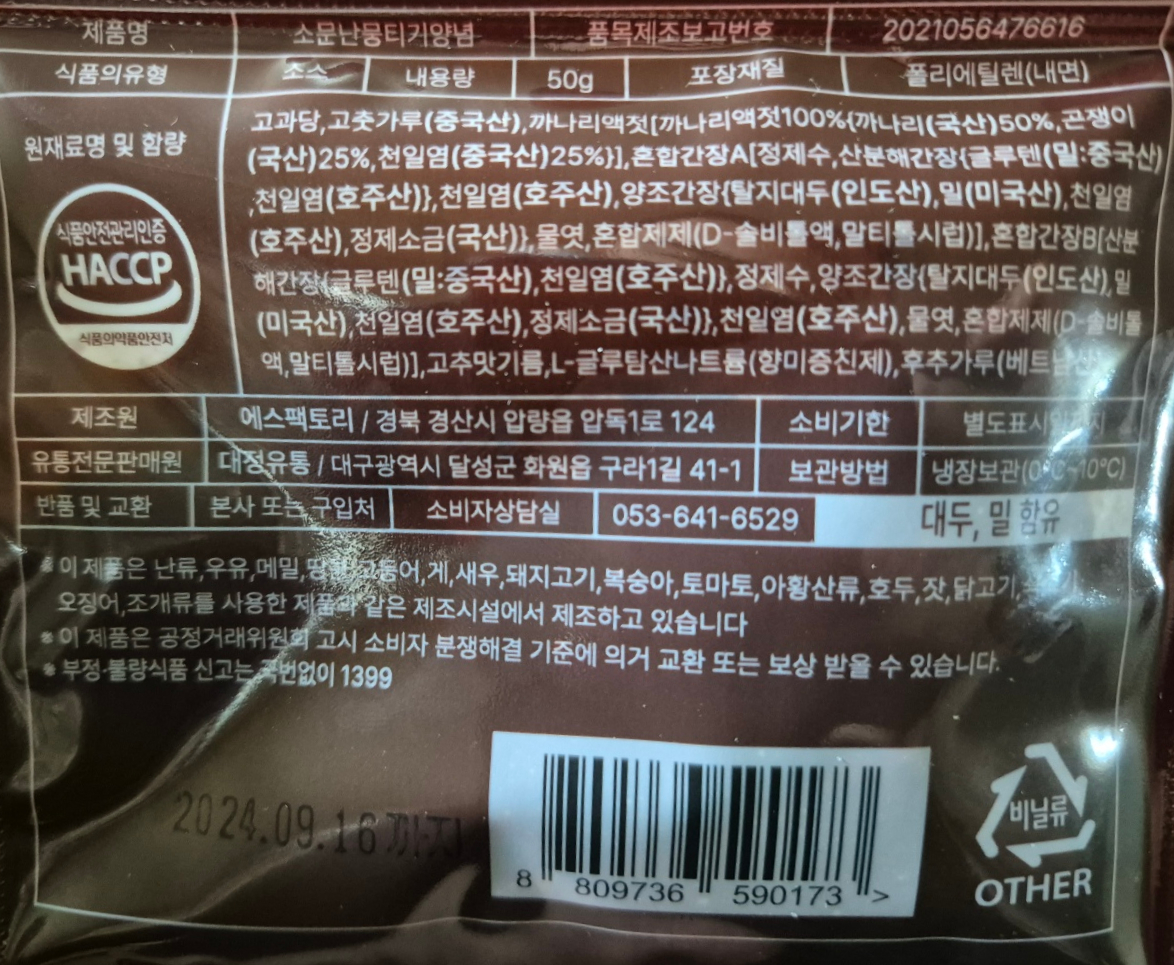 제품명 소문난뭉티기양념 품목제조보고번호 2021056476616
식품의유형 소스 내용량 50g 포장재질 폴리에틸렌(내면)
원재료명 및 함량
고과당,고춧가루(중국산),까나리액젓[까나리액젓100%{까나리(국산)50%,곤쟁이
(국산)25%,천일염(중국산)25%}],혼합간장A[정제수,산분해간장{글루텐(밀:중국산)
,천일염(호주산)},천일염(호주산),양조간장{탈지대두(인도산),밀(미국산),천일염
(호주산),정제소금(국산)},물엿,혼합제제(D-솔비톨액,말티톨시럽)],혼합간장B[산분
해간장{글루텐(밀:중국산),천일염(호주산)},정제수,양조간장{탈지대두(인도산),밀
(미국산),천일염(호주산),정제소금(국산)},천일염(호주산),물엿,혼합제제(D-솔비톨
액,말티톨시럽)],고추맛기름,L-글루탐산나트륨(향미증진제),후추가루(베트남산)
식품안전관리인증
HACCP
식품의약품안전처
제조원 에스팩토리 / 경북 경산시 압량읍 압독1로 124 소비기한 별도표시
유통전문판매원 대정유통 / 대구광역시 달성군 화원읍 구라1길 41-1 보관방법 냉장보관(0°C~10°C)
반품 및 교환 본사 또는 구입처 소비자상담실 053-641-6529 대두, 밀 함유
※ 이 제품은 난류,우유,메밀,땅콩,고등어,게,새우,돼지고기,복숭아,토마토,아황산류,호두,잣,닭고기,
오징어,조개류를 사용한 제품과 같은 제조시설에서 제조하고 있습니다
※ 이 제품은 공정거래위원회 고시 소비자 분쟁해결 기준에 의거 교환 또는 보상 받을 수 있습니다.
※ 부정·불량식품 신고는 국번없이 1399
2024.09.16 까지
8 809736 590173 >
비닐류
OTHER